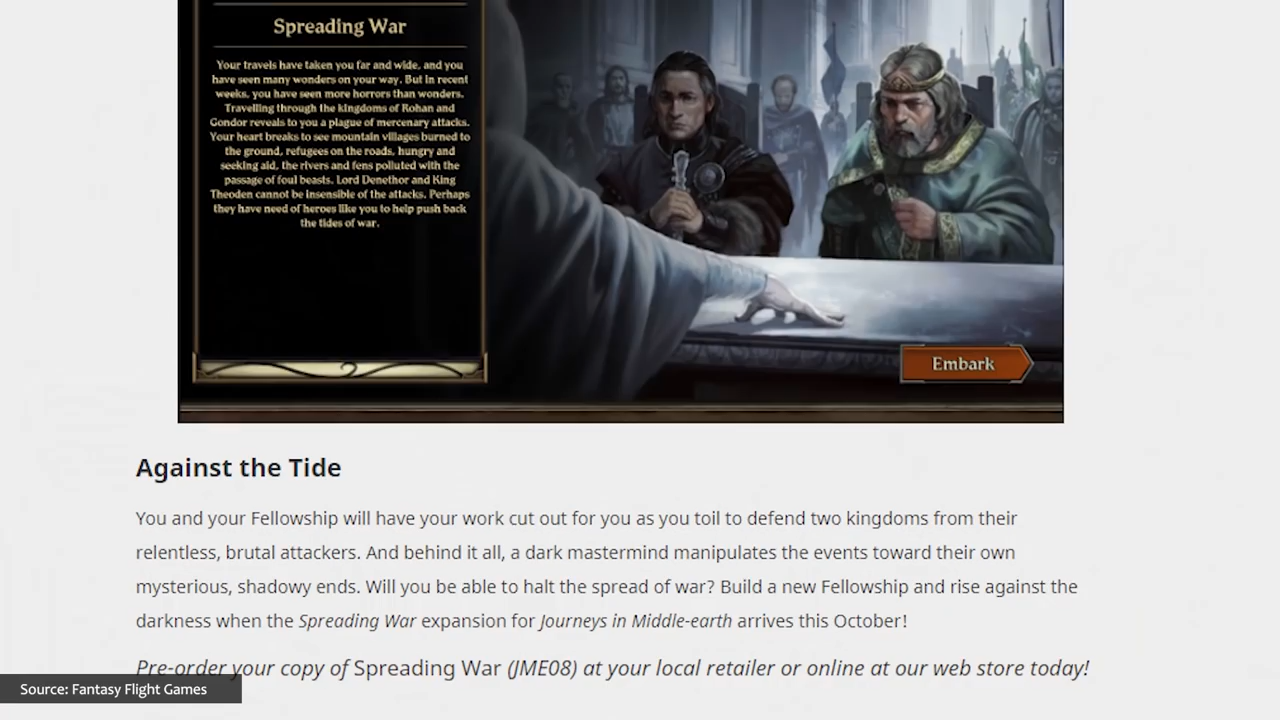 Spreading War
Your travels have taken you far and wide, and you
have seen many wonders on your way. But in recent
weeks, you have seen more horrors than wonders.
Travelling through the kingdoms of Rohan and
Gondor reveals to you a plague of mercenary attacks.
Your heart breaks to see mountain villages burned to
the ground, refugees on the roads, hungry and
seeking aid, the rivers and fens polluted with the
passage of foul beasts. Lord Denethor and King
Theoden cannot be insensible of the attacks. Perhaps
they have need of heroes like you to help push back
the tides of war.
Embark
Against the Tide
You and your Fellowship will have your work cut out for you as you toil to defend two kingdoms from their
relentless, brutal attackers. And behind it all, a dark mastermind manipulates the events toward their own
mysterious, shadowy ends. Will you be able to halt the spread of war? Build a new Fellowship and rise against the
darkness when the Spreading War expansion for Journeys in Middle-earth arrives this October!
Pre-order your copy of Spreading War (JME08) at your local retailer or online at our web store today!
Source: Fantasy Flight Games